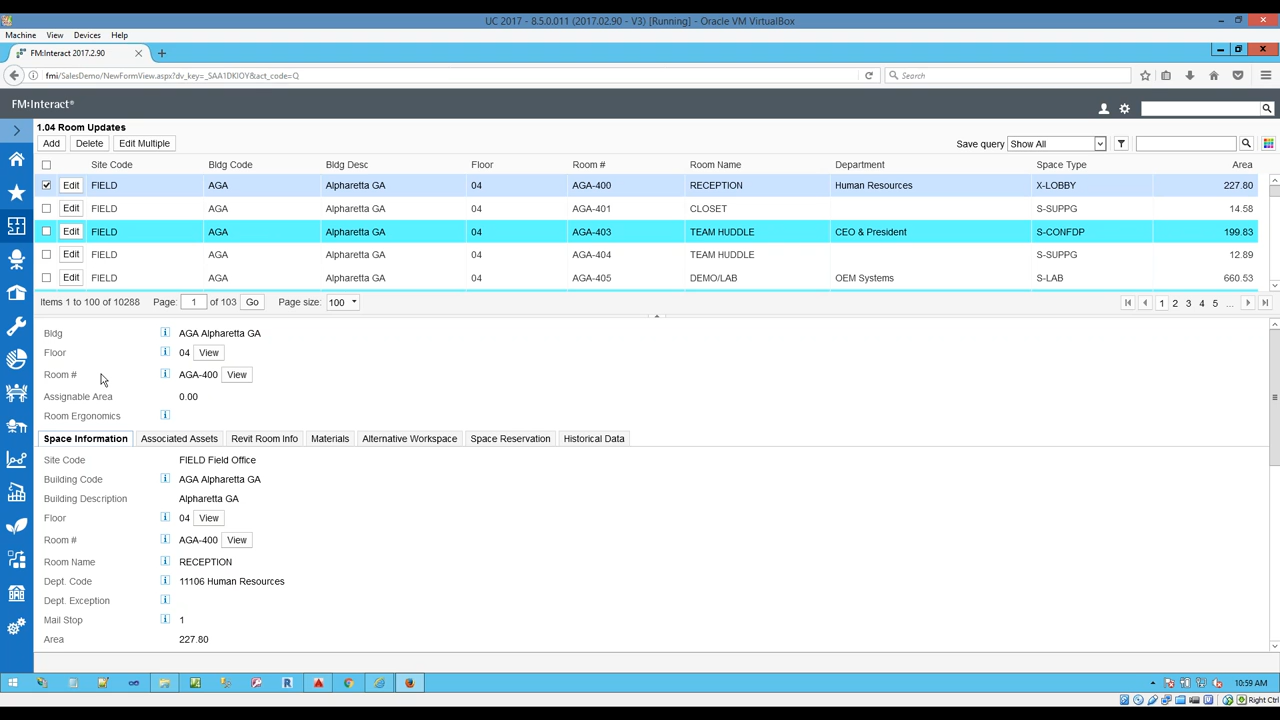 UC 2017 - 8.5.0.011 (2017.02.90 - V3) [Running] - Oracle VM VirtualBox
Machine View Devices Help
FM:Interact 2017.2.90
fmi/SalesDemo/NewFormView.aspx?dv_key=_SAA1DKIOY&act_code=Q
Search
FM:Interact®
1.04 Room Updates
Add Delete Edit Multiple Save query Show All
Site Code Bldg Code Bldg Desc Floor Room # Room Name Department Space Type Area
Edit FIELD AGA Alpharetta GA 04 AGA-400 RECEPTION Human Resources X-LOBBY 227.80
Edit FIELD AGA Alpharetta GA 04 AGA-401 CLOSET S-SUPPG 14.58
Edit FIELD AGA Alpharetta GA 04 AGA-403 TEAM HUDDLE CEO & President S-CONFDP 199.83
Edit FIELD AGA Alpharetta GA 04 AGA-404 TEAM HUDDLE S-SUPPG 12.89
Edit FIELD AGA Alpharetta GA 04 AGA-405 DEMO/LAB OEM Systems S-LAB 660.53
Items 1 to 100 of 10288 Page: 1 of 103 Go Page size: 100 1 2 3 4 5 ...
Bldg AGA Alpharetta GA
Floor 04 View
Room # AGA-400 View
Assignable Area 0.00
Room Ergonomics
Space Information Associated Assets Revit Room Info Materials Alternative Workspace Space Reservation Historical Data
Site Code FIELD Field Office
Building Code AGA Alpharetta GA
Building Description Alpharetta GA
Floor 04 View
Room # AGA-400 View
Room Name RECEPTION
Dept. Code 11106 Human Resources
Dept. Exception
Mail Stop 1
Area 227.80
10:59 AM
Right Ctrl